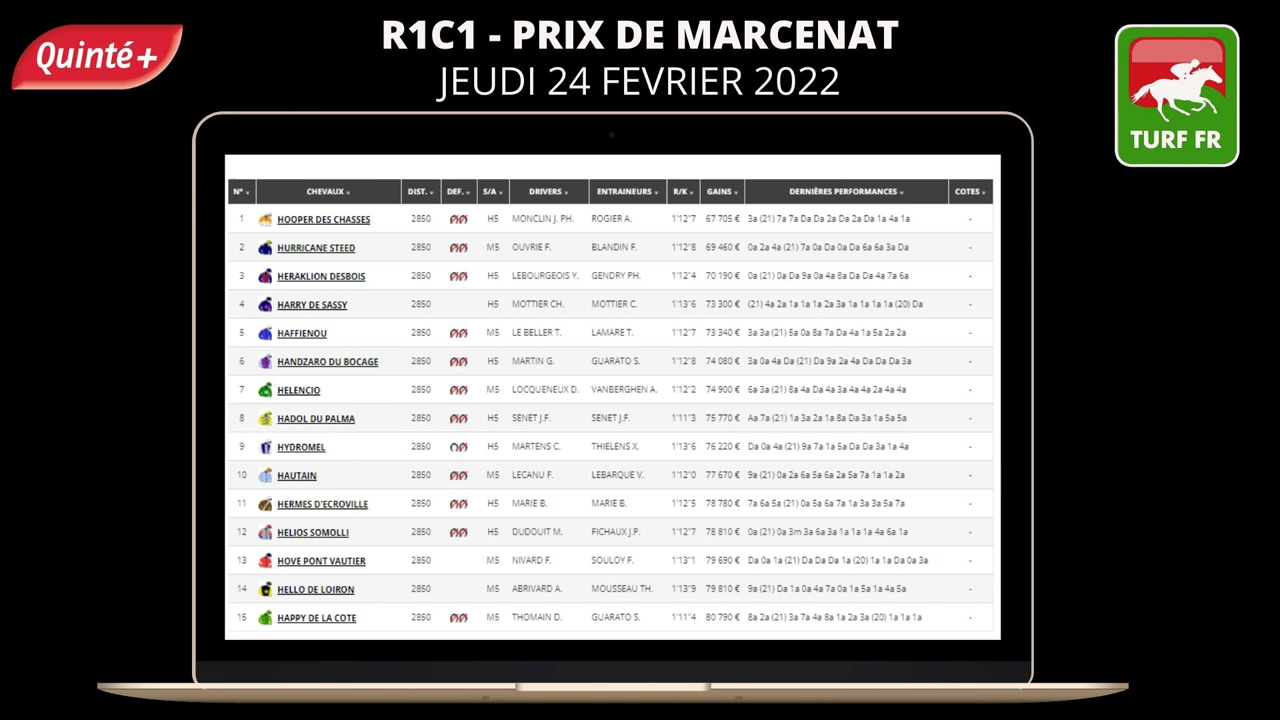 Quinté+
R1C1 - PRIX DE MARCENAT
JEUDI 24 FEVRIER 2022
TURF FR
N° CHEVAUX DIST. DEF. S/A DRIVERS ENTRAINEURS R/K GAINS DERNIÈRES PERFORMANCES COTES
1 HOOPER DES CHASSES 2850 H5 MONCLIN J. PH. ROGIER A. 1'12"7 67 705 € 3a (21) 7a 7a Da Da 2a Da 2a Da 1a 4a 1a -
2 HURRICANE STEED 2850 M5 OUVRIE F. BLANDIN F. 1'12"8 69 460 € 0a 2a 4a (21) 7a 0a Da 0a Da 6a 6a 3a Da -
3 HERAKLION DESBOIS 2850 H5 LEBOURGEOIS Y. GENDRY PH. 1'12"4 70 190 € 0a (21) 0a Da 9a 0a 4a 8a Da Da 4a 7a 6a -
4 HARRY DE SASSY 2850 H5 MOTTIER CH. MOTTIER C. 1'13"6 73 300 € (21) 4a 2a 1a 1a 1a 2a 3a 1a 1a 1a 1a (20) Da -
5 HAFFIENOU 2850 M5 LE BELLER T. LAMARE T. 1'12"7 73 340 € 3a 3a (21) 5a 0a 8a 7a Da 4a 1a 5a 2a 2a -
6 HANDZARO DU BOCAGE 2850 H5 MARTIN G. GUARATO S. 1'12"8 74 080 € 3a 0a 4a Da (21) Da 9a 2a 4a Da Da Da 3a -
7 HELENCIO 2850 M5 LOCQUENEUX D. VANBERGHEN A. 1'12"2 74 900 € 6a 3a (21) 8a 4a Da 4a 3a 4a 4a 2a 4a 4a -
8 HADOL DU PALMA 2850 H5 SENET J.F. SENET J.F. 1'11"3 75 770 € Aa 7a (21) 1a 3a 2a 1a 8a Da 3a 1a 5a 5a -
9 HYDROMEL 2850 H5 MARTENS C. THIELENS X. 1'13"6 76 220 € Da 0a 4a (21) 9a 7a 1a 5a Da Da 3a 1a 4a -
10 HAUTAIN 2850 M5 LECANU F. LEBARQUE V. 1'12"0 77 670 € 9a (21) 0a 2a 6a 5a 6a 2a 5a 7a 1a 1a 2a -
11 HERMES D'ECROVILLE 2850 H5 MARIE B. MARIE B. 1'12"5 78 780 € 7a 6a 5a (21) 0a 5a 6a 7a 1a 3a 3a 5a 7a -
12 HELIOS SOMOLLI 2850 H5 DUDOUIT M. FICHAUX J.P. 1'12"7 78 810 € 0a (21) 0a 3m 3a 6a 3a 1a 1a 1a 4a 6a 1a -
13 HOVE PONT VAUTIER 2850 M5 NIVARD F. SOULOY F. 1'13"1 79 690 € Da 0a 1a (21) Da Da Da 1a (20) 1a 1a Da 0a 3a -
14 HELLO DE LOIRON 2850 M5 ABRIVARD A. MOUSSEAU TH. 1'13"9 79 810 € 9a (21) Da 1a 0a 4a 7a 0a 1a 5a 1a 4a 5a -
15 HAPPY DE LA COTE 2850 M5 THOMAIN D. GUARATO S. 1'11"4 80 790 € 8a 2a (21) 3a 7a 4a 8a 1a 2a 3a (20) 1a 1a 1a -